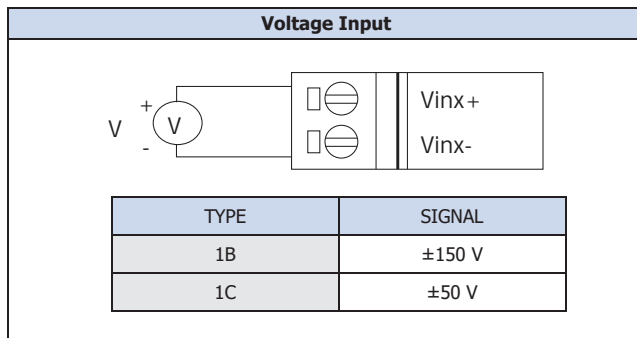 Voltage Input
+
V
V
-
Vinx+
Vinx-
TYPE SIGNAL
1B ±150 V
1C ±50 V